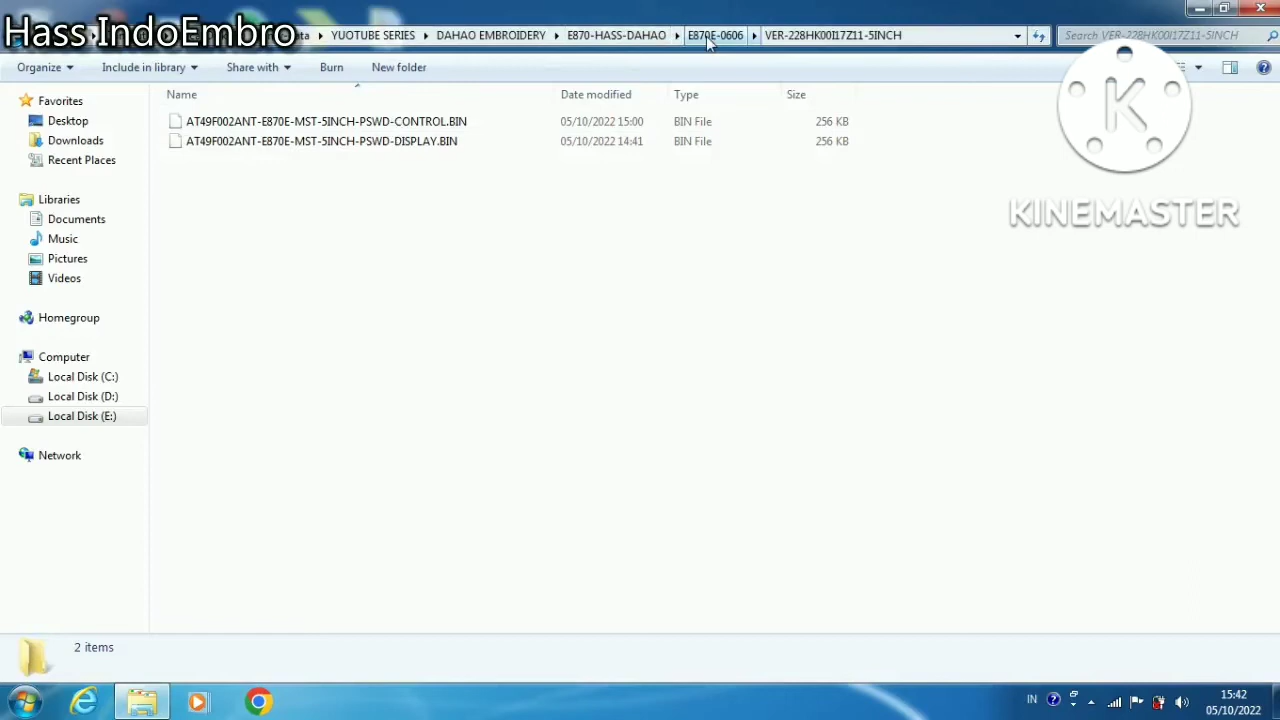 Hass IndoEmbro
YUOTUBE SERIES
DAHAO EMBROIDERY
E870-HASS-DAHAO
E870E-0606
VER-228HK00I17Z11-5INCH
Search VER-228HK00I17Z11-5INCH
Organize
Include in library
Share with
Burn
New folder
KINEMASTER
Name
Date modified
Type
Size
AT49F002ANT-E870E-MST-5INCH-PSWD-CONTROL.BIN
05/10/2022 15:00
BIN File
256 KB
AT49F002ANT-E870E-MST-5INCH-PSWD-DISPLAY.BIN
05/10/2022 14:41
BIN File
256 KB
Favorites
Desktop
Downloads
Recent Places
Libraries
Documents
Music
Pictures
Videos
Homegroup
Computer
Local Disk (C:)
Local Disk (D:)
Local Disk (E:)
Network
2 items
IN
15:42
05/10/2022